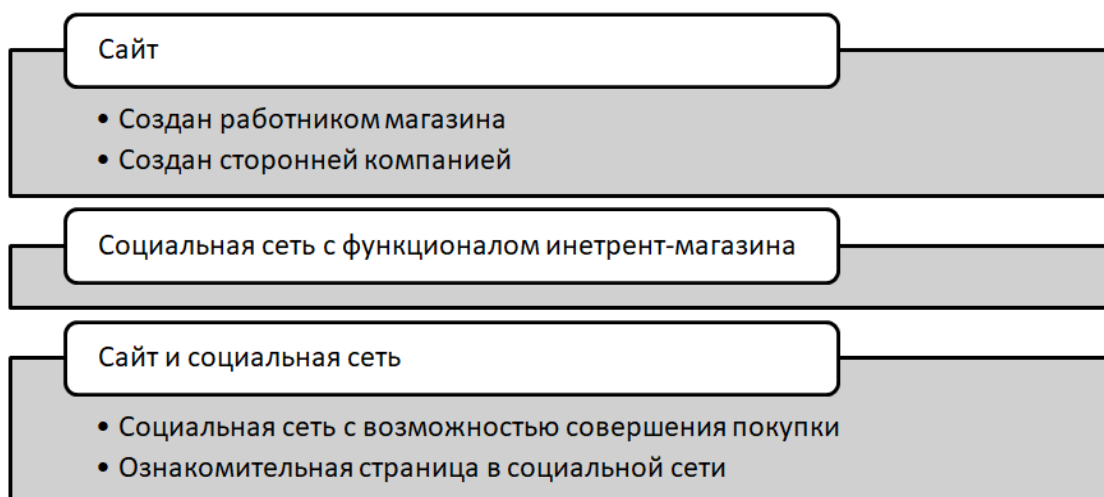 Сайт
• Создан работником магазина
• Создан сторонней компанией
Социальная сеть с функционалом инетрент-магазина
Сайт и социальная сеть
• Социальная сеть с возможностью совершения покупки
• Ознакомительная страница в социальной сети